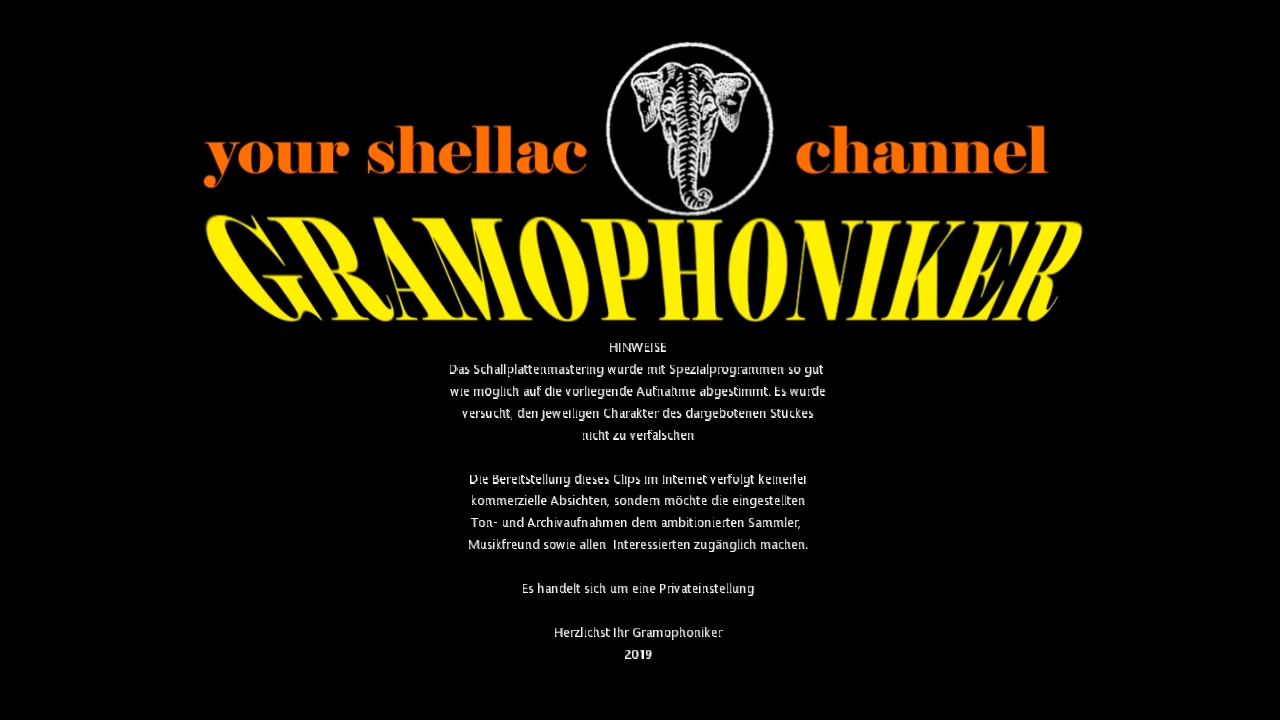 your shellac channel
GRAMOPHONIKER
HINWEISE
Das Schallplattenmastering wurde mit Spezialprogrammen so gut
wie möglich auf die vorliegende Aufnahme abgestimmt. Es wurde
versucht, den jeweiligen Charakter des dargebotenen Stückes
nicht zu verfälschen
Die Bereitstellung dieses Clips im Internet verfolgt keinerlei
kommerzielle Absichten, sondern möchte die eingestellten
Ton- und Archivaufnahmen dem ambitionierten Sammler,
Musikfreund sowie allen Interessierten zugänglich machen.
Es handelt sich um eine Privateinstellung
Herzlichst Ihr Gramophoniker
2019